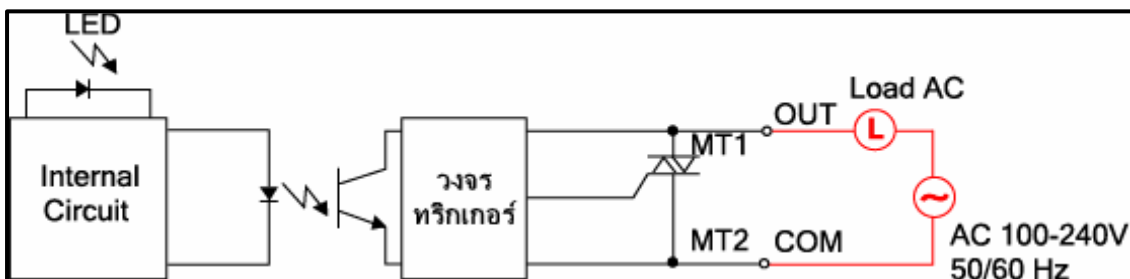 LED
Internal
Circuit
วงจร
ทริกเกอร์
MT1
MT2
OUT
COM
Load AC
L
AC 100-240V
50/60 Hz